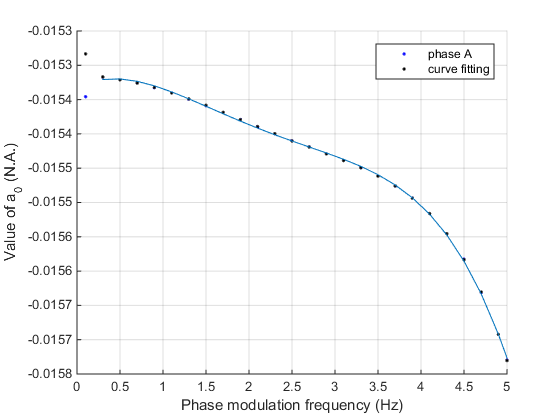 -0.0153
-0.0153
-0.0154
-0.0154
-0.0155
-0.0155
-0.0156
-0.0156
-0.0157
-0.0157
-0.0158
Value of a0 (N.A.)
phase A
curve fitting
0 0.5 1 1.5 2 2.5 3 3.5 4 4.5 5
Phase modulation frequency (Hz)